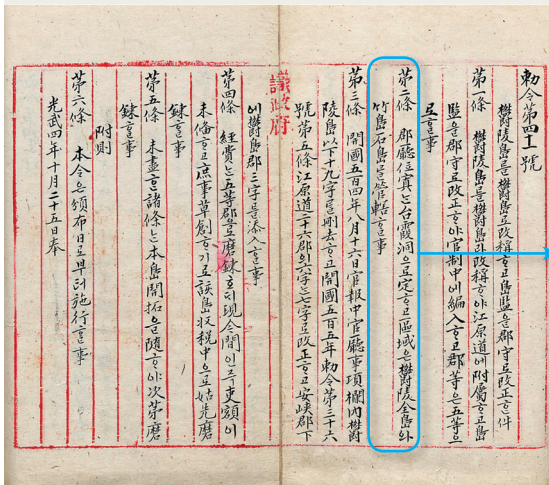 勅令第四十一號
欝陵島를欝島로改稱ᄒᆞ고島監을郡守로改正ᄒᆞᆫ件
第一條 欝陵島를欝島라改稱ᄒᆞ야江原道에附屬ᄒᆞ고島
監을郡守로改正ᄒᆞ야官制中에編入ᄒᆞ고郡等은五等으
로ᄒᆞᆯ事
第二條 郡廳位寘ᄂᆞᆫ台霞洞으로定ᄒᆞ고區域은欝陵全島와
竹島石島를管轄ᄒᆞᆯ事
第三條 開國五百四年八月十六日官報中官廳事項欄內欝
陵島以下十九字를刪去ᄒᆞ고開國五百五年勅令第三十六
號第五條江原道二十六郡의六字ᄂᆞᆫ七字로改正ᄒᆞ고安峽郡下
議政府
에欝島郡三字를添入ᄒᆞᆯ事
第四條 經費ᄂᆞᆫ五等郡으로磨鍊호ᄃᆡ現今間인즉吏額이
未備ᄒᆞ고庶事草創ᄒᆞ기로該島收稅中으로姑先磨
鍊ᄒᆞᆯ事
第五條 未盡ᄒᆞᆫ諸條ᄂᆞᆫ本島開拓을隨ᄒᆞ야次第磨
鍊ᄒᆞᆯ事
附則
第六條 本令은頒布日로부터施行ᄒᆞᆯ事
光武四年十月二十五日奉